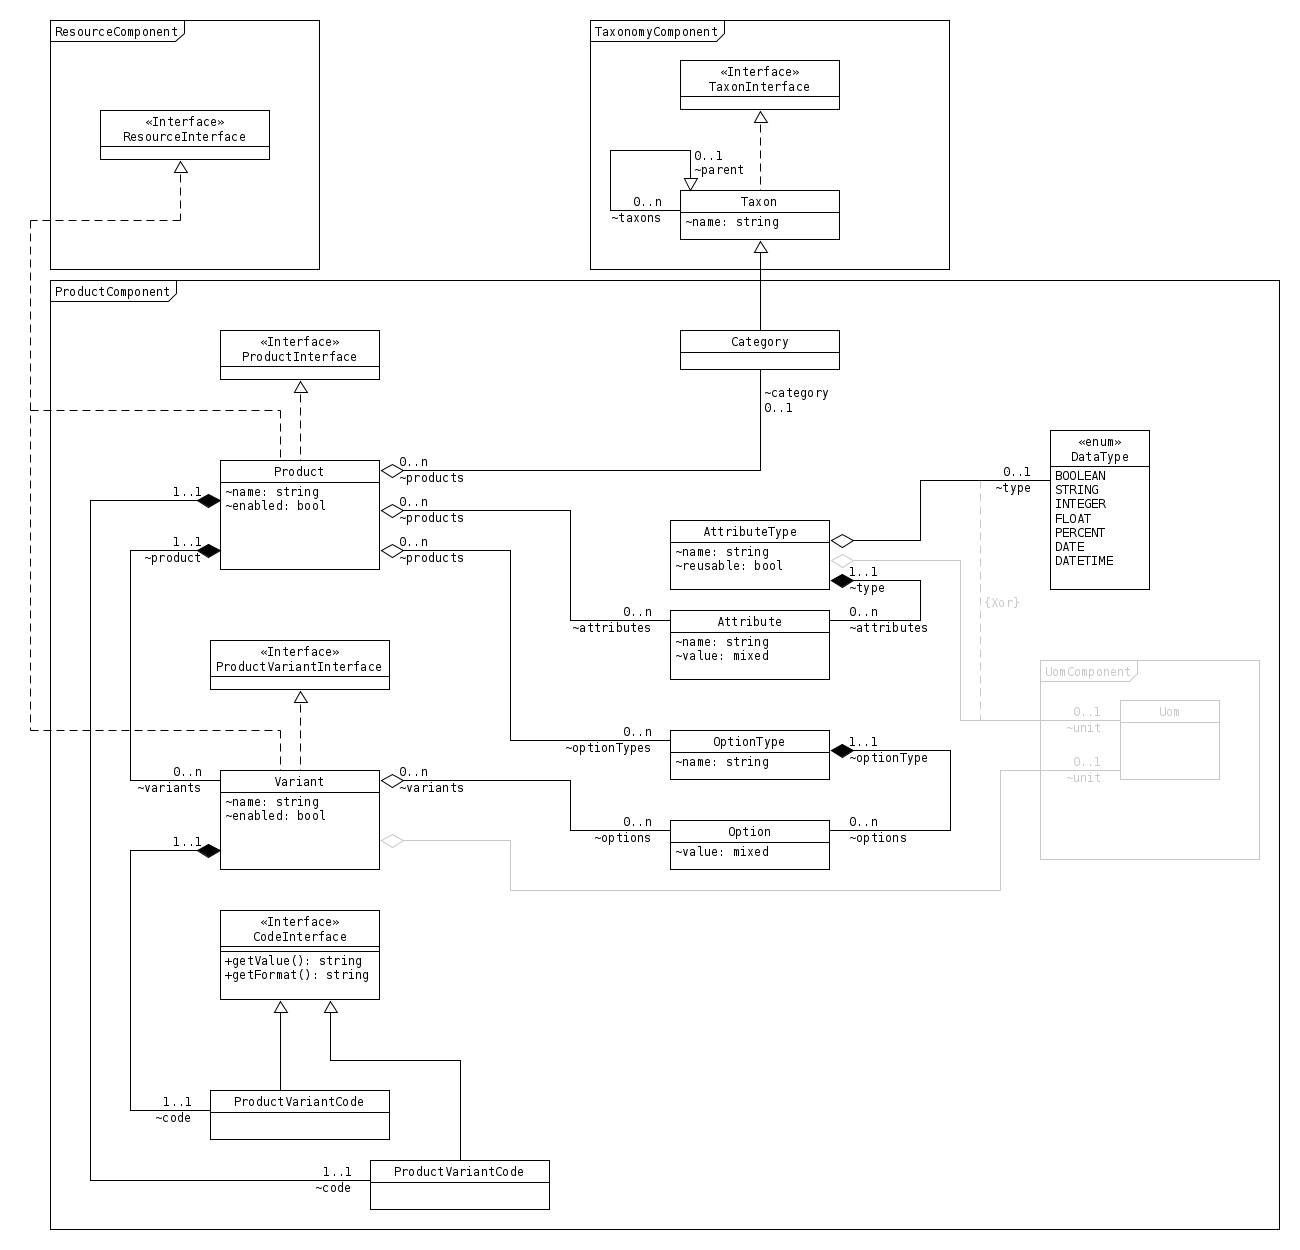 ResourceComponent
«Interface»
ResourceInterface
TaxonomyComponent
«Interface»
TaxonInterface
0..1
~parent
0..n
~taxons
Taxon
~name: string
ProductComponent
«Interface»
ProductInterface
Category
~category
0..1
Product
~name: string
~enabled: bool
0..n
~products
0..n
~products
0..n
~products
1..1
1..1
~product
«enum»
DataType
BOOLEAN
STRING
INTEGER
FLOAT
PERCENT
DATE
DATETIME
0..1
~type
AttributeType
~name: string
~reusable: bool
1..1
~type
{Xor}
0..n
~attributes
Attribute
~name: string
~value: mixed
0..n
~attributes
«Interface»
ProductVariantInterface
UomComponent
Uom
0..1
~unit
0..1
~unit
0..n
~optionTypes
OptionType
~name: string
1..1
~optionType
0..n
~variants
Variant
~name: string
~enabled: bool
0..n
~variants
1..1
0..n
~options
Option
~value: mixed
0..n
~options
«Interface»
CodeInterface
+getValue(): string
+getFormat(): string
1..1
~code
ProductVariantCode
1..1
~code
ProductVariantCode